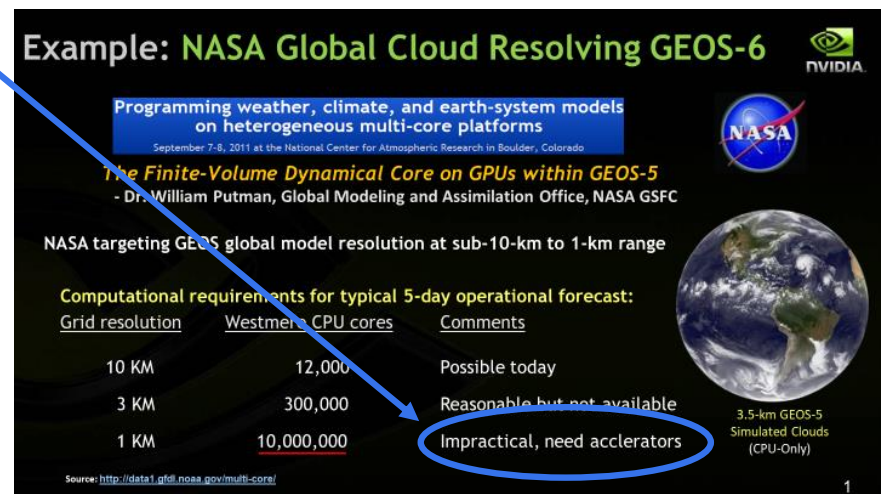 Example: NASA Global Cloud Resolving GEOS-6
NVIDIA.
Programming weather, climate, and earth-system models
on heterogeneous multi-core platforms
September 7-8, 2011 at the National Center for Atmospheric Research in Boulder, Colorado
NASA
The Finite-Volume Dynamical Core on GPUs within GEOS-5
- Dr. William Putman, Global Modeling and Assimilation Office, NASA GSFC
NASA targeting GEOS global model resolution at sub-10-km to 1-km range
Computational requirements for typical 5-day operational forecast:
Grid resolution Westmere CPU cores Comments
10 KM 12,000 Possible today
3 KM 300,000 Reasonable but not available
1 KM 10,000,000 Impractical, need acclerators
3.5-km GEOS-5
Simulated Clouds
(CPU-Only)
Source: http://data1.gfdl.noaa.gov/multi-core/
1